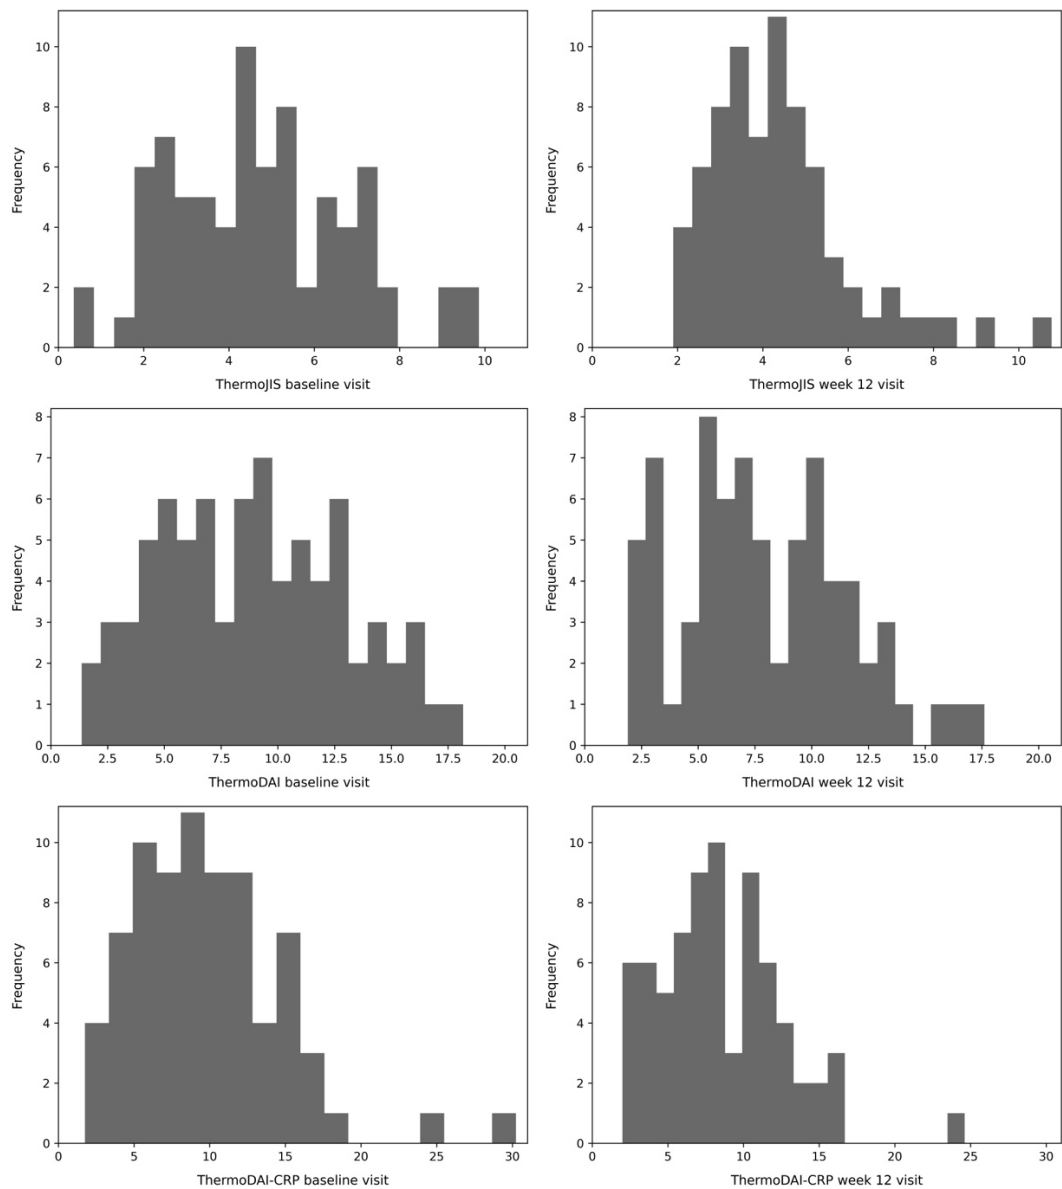 10
8
6
4
2
0
Frequency
0 2 4 6 8 10
ThermoJIS baseline visit
10
8
6
4
2
0
Frequency
0 2 4 6 8 10
ThermoJIS week 12 visit
8
7
6
5
4
3
2
1
0
Frequency
0.0 2.5 5.0 7.5 10.0 12.5 15.0 17.5 20.0
ThermoDAI baseline visit
8
7
6
5
4
3
2
1
0
Frequency
0.0 2.5 5.0 7.5 10.0 12.5 15.0 17.5 20.0
ThermoDAI week 12 visit
10
8
6
4
2
0
Frequency
0 5 10 15 20 25 30
ThermoDAI-CRP baseline visit
10
8
6
4
2
0
Frequency
0 5 10 15 20 25 30
ThermoDAI-CRP week 12 visit